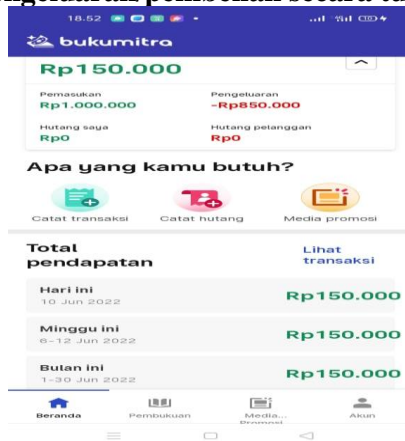 18.52
bukumitra
Rp150.000
Pemasukan Pengeluaran
Rp1.000.000 -Rp850.000
Hutang saya Hutang pelanggan
Rp0 Rp0
Apa yang kamu butuh?
Catat transaksi Catat hutang Media promosi
Total pendapatan Lihat transaksi
Hari ini
10 Jun 2022 Rp150.000
Minggu ini
6-12 Jun 2022 Rp150.000
Bulan ini
1-30 Jun 2022 Rp150.000
Beranda Pembukuan Media... Promosi Akun